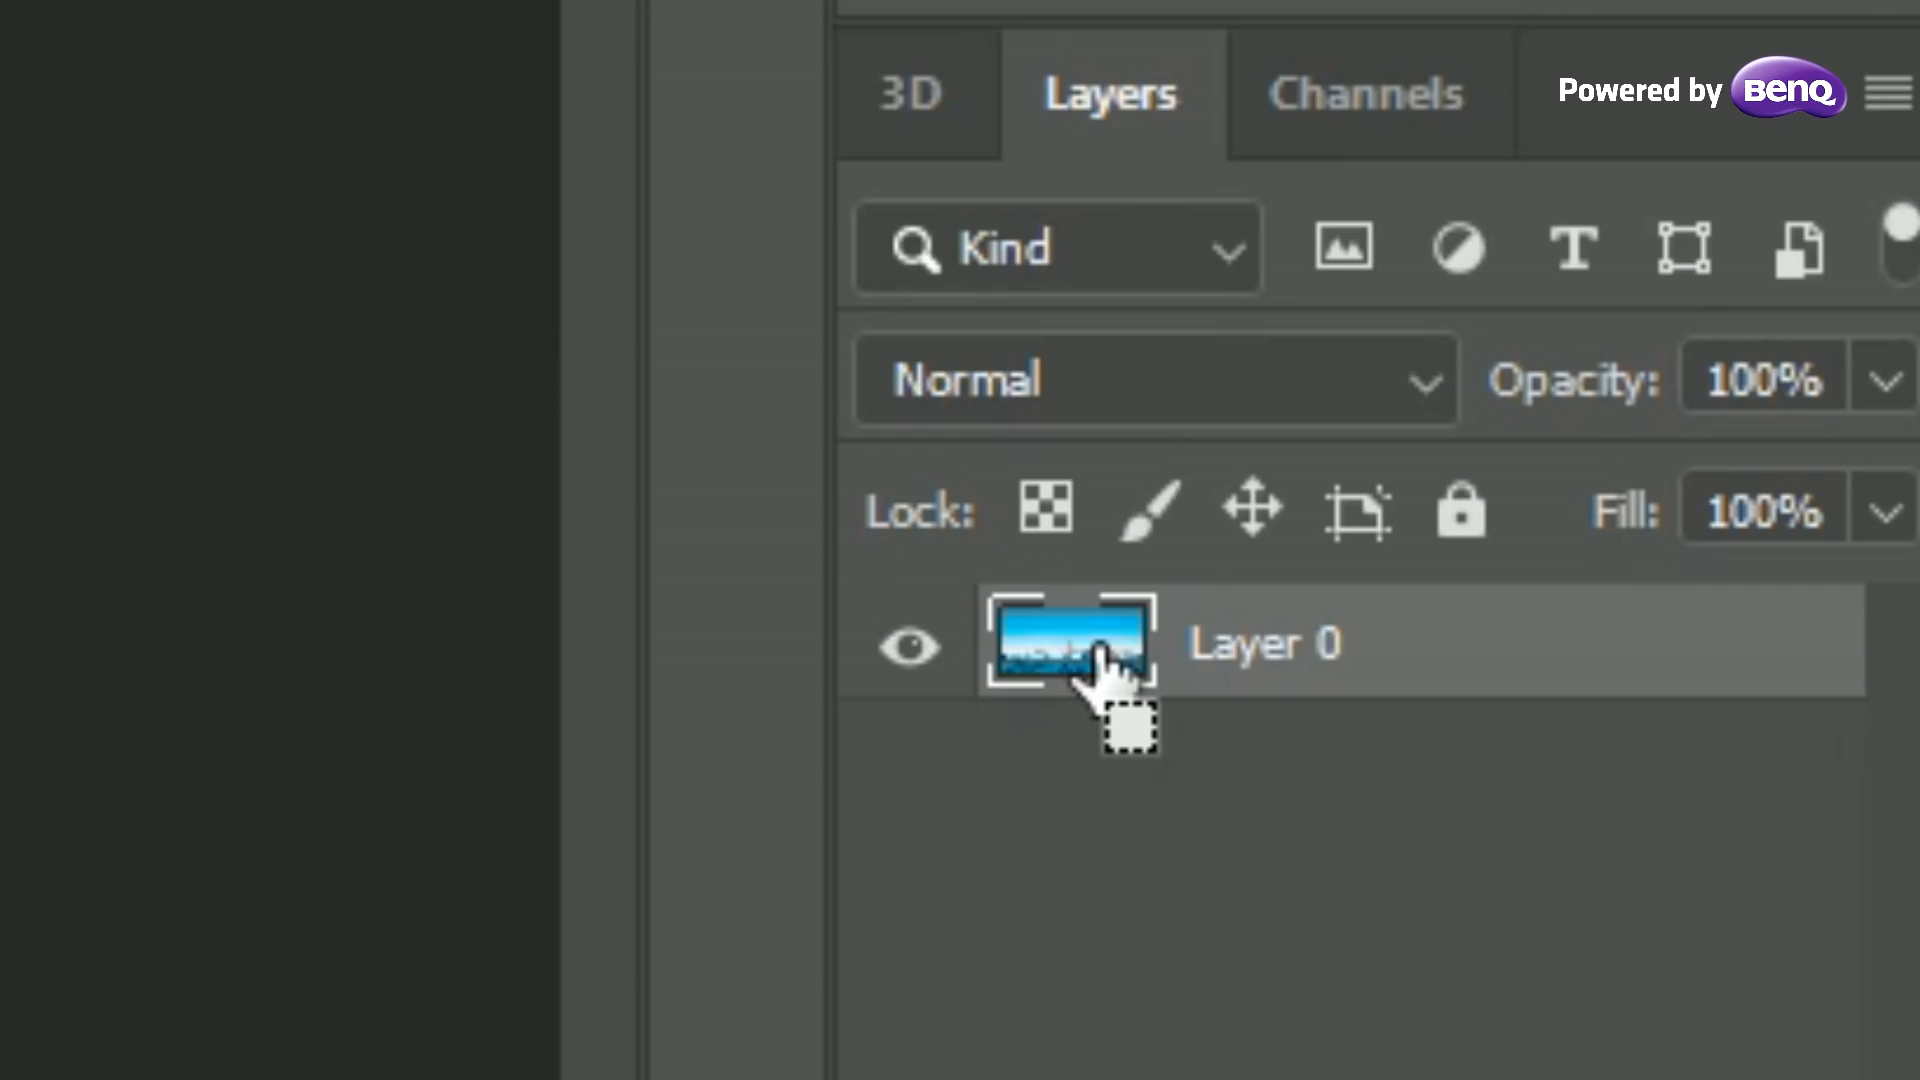 3D Layers Channels Powered by BenQ
Kind T
Normal Opacity: 100%
Lock: Fill: 100%
Layer 0